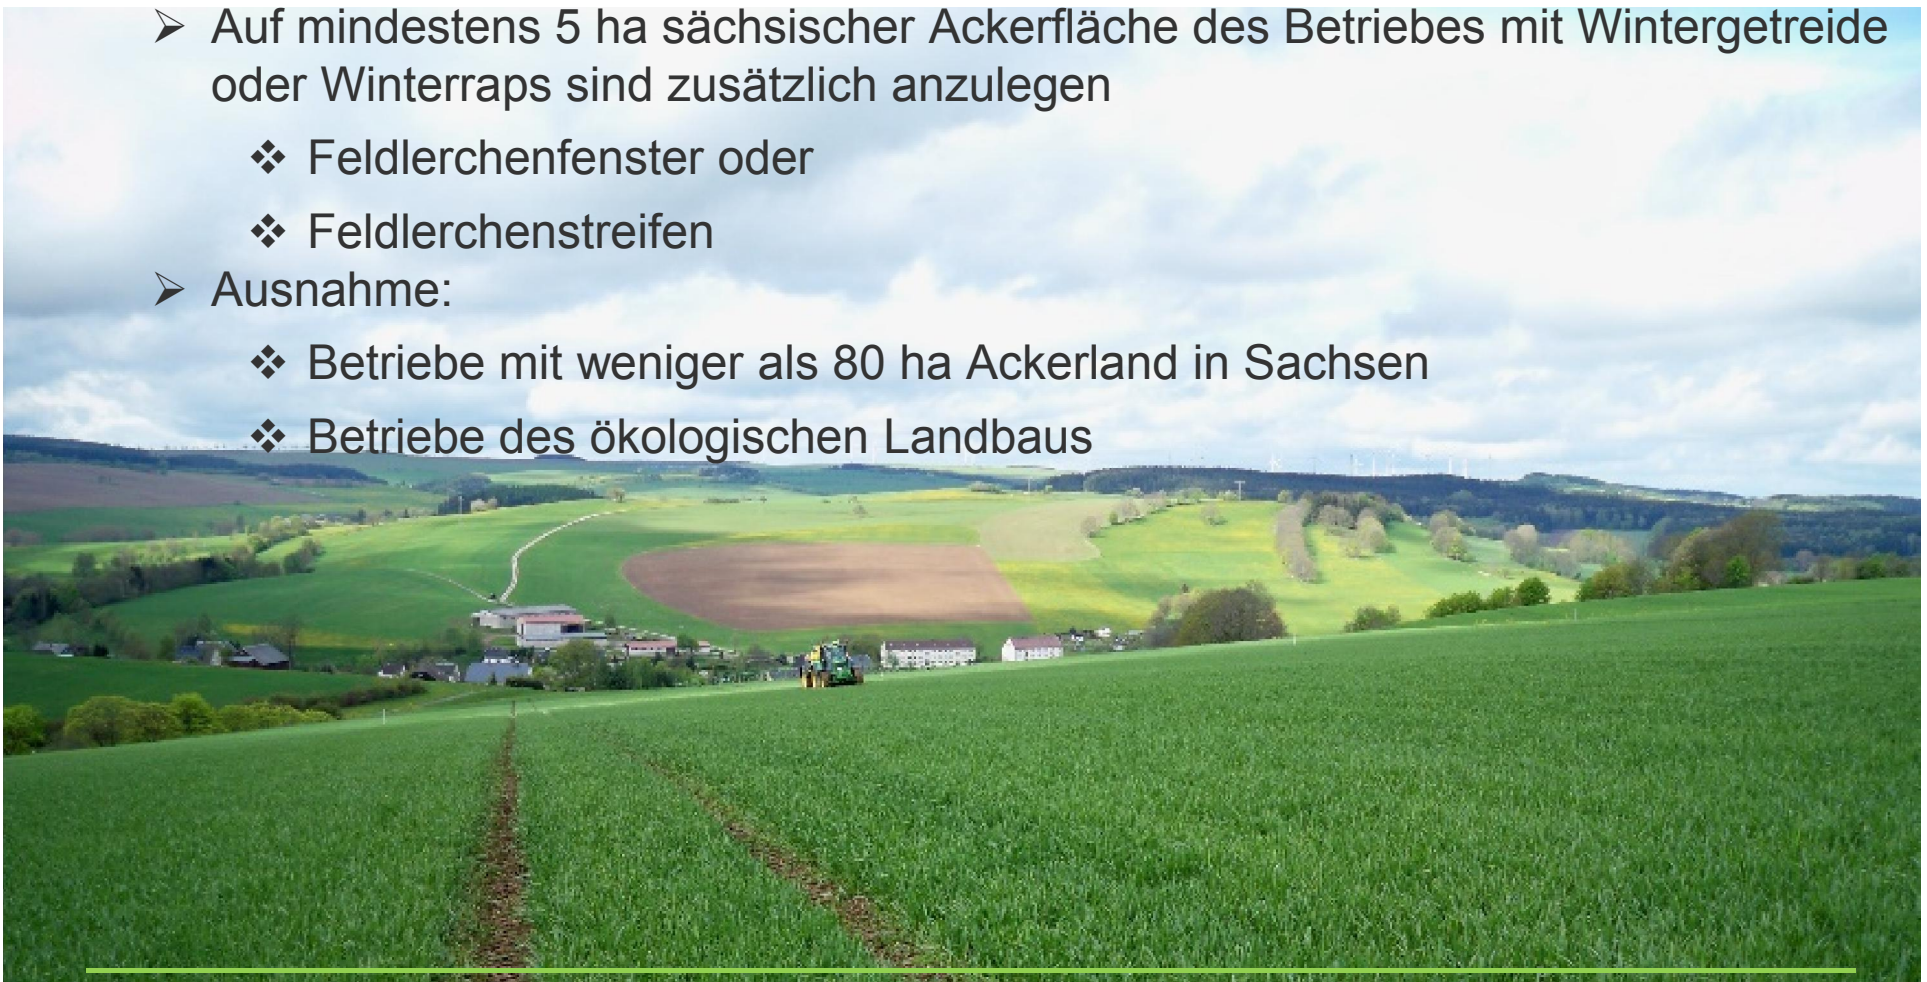 ➢ Auf mindestens 5 ha sächsischer Ackerfläche des Betriebes mit Wintergetreide
oder Winterraps sind zusätzlich anzulegen
❖ Feldlerchenfenster oder
❖ Feldlerchenstreifen
➢ Ausnahme:
❖ Betriebe mit weniger als 80 ha Ackerland in Sachsen
❖ Betriebe des ökologischen Landbaus